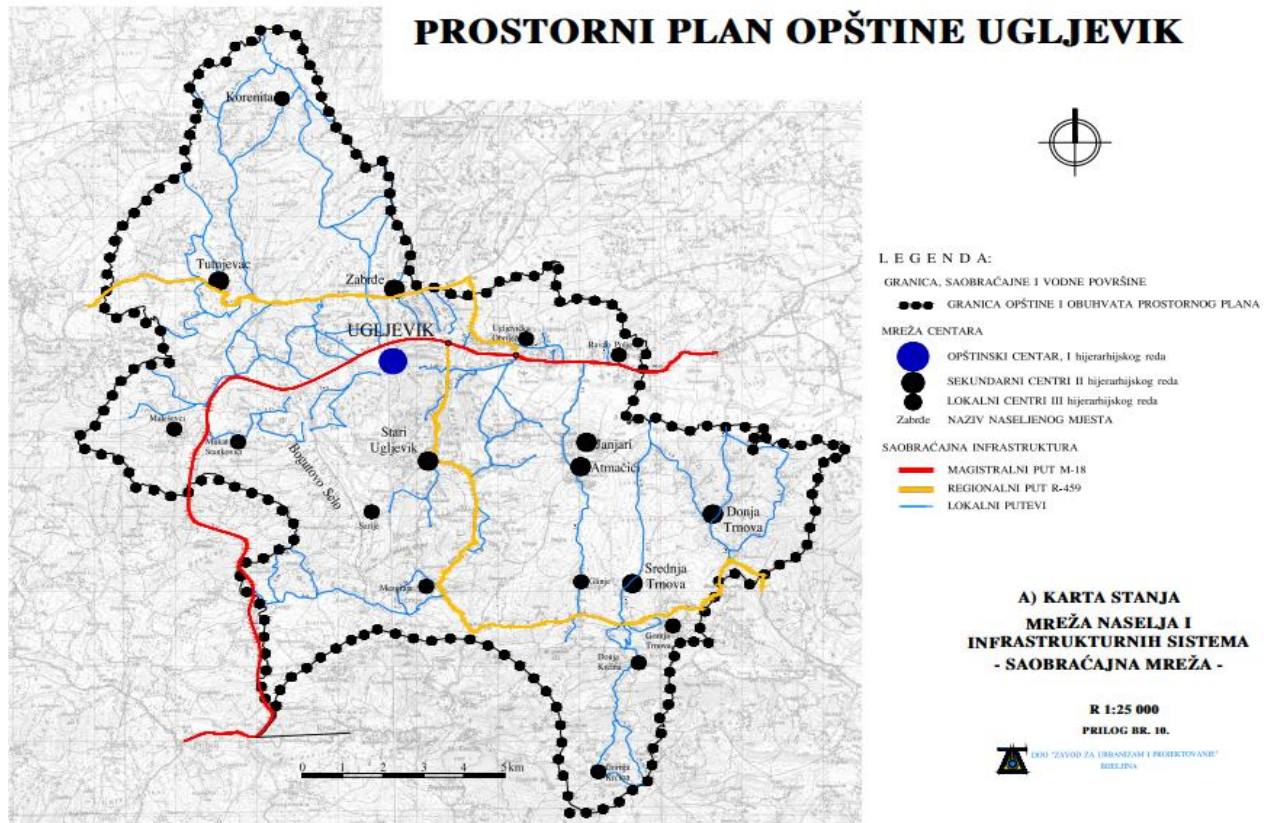 PROSTORNI PLAN OPŠTINE UGLJEVIK
Korenita
Tutnjevac
Zabrđe
UGLJEVIK
Ugljevička
Obrijež
Ravno Polje
Maleševci
Mukat
Stankovići
Stari
Ugljevik
Bogutovo Selo
Janjari
Atmačići
Donja
Trnova
Sarije
Mezgraja
Glinje
Srednja
Trnova
Gornja
Trnova
Donja
Krćina
Gornja
Krćina
0 1 2 3 4 5km
L E G E N D A:
GRANICA, SAOBRAĆAJNE I VODNE POVRŠINE
GRANICA OPŠTINE I OBUHVATA PROSTORNOG PLANA
MREŽA CENTARA
OPŠTINSKI CENTAR, I hijerarhijskog reda
SEKUNDARNI CENTRI II hijerarhijskog reda
LOKALNI CENTRI III hijerarhijskog reda
Zabrđe NAZIV NASELJENOG MJESTA
SAOBRAĆAJNA INFRASTRUKTURA
MAGISTRALNI PUT M-18
REGIONALNI PUT R-459
LOKALNI PUTEVI
A) KARTA STANJA
MREŽA NASELJA I
INFRASTRUKTURNIH SISTEMA
- SAOBRAĆAJNA MREŽA -
R 1:25 000
PRILOG BR. 10.
DOO "ZAVOD ZA URBANIZAM I PROJEKTOVANJE"
BIJELJINA